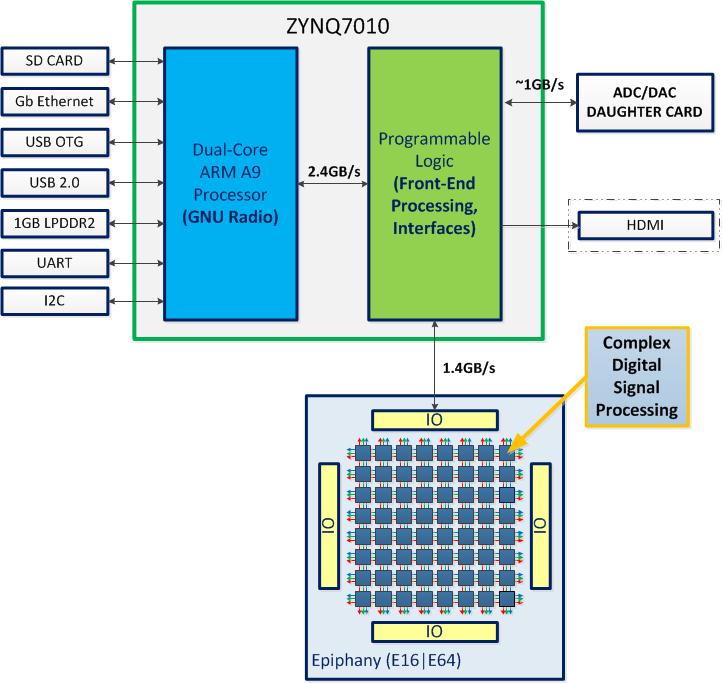 ZYNQ7010
SD CARD
Gb Ethernet
USB OTG
USB 2.0
1GB LPDDR2
UART
I2C
Dual-Core
ARM A9
Processor
(GNU Radio)
2.4GB/s
Programmable
Logic
(Front-End
Processing,
Interfaces)
~1GB/s
ADC/DAC
DAUGHTER CARD
HDMI
1.4GB/s
Complex
Digital
Signal
Processing
IO
IO
IO
IO
Epiphany (E16|E64)